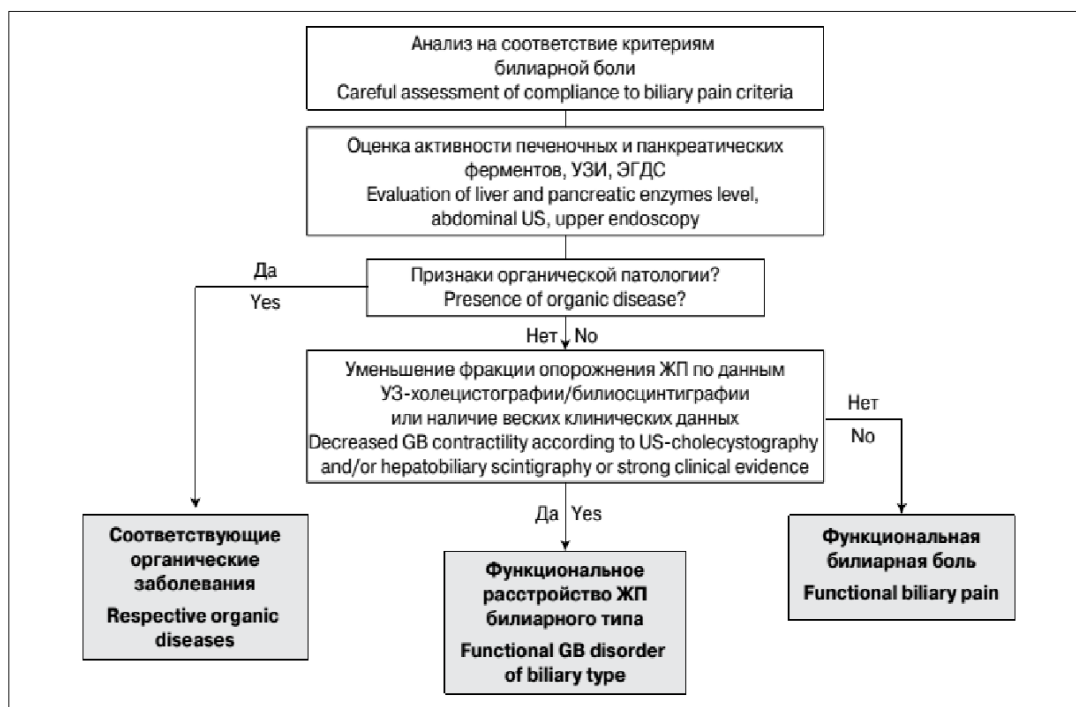 Анализ на соответствие критериям
билиарной боли
Careful assessment of compliance to biliary pain criteria
Оценка активности печеночных и панкреатических
ферментов, УЗИ, ЭГДС
Evaluation of liver and pancreatic enzymes level,
abdominal US, upper endoscopy
Да
Yes
Признаки органической патологии?
Presence of organic disease?
Нет No
Уменьшение фракции опорожнения ЖП по данным
УЗ-холецистографии/билиосцинтиграфии
или наличие веских клинических данных
Decreased GB contractility according to US-cholecystography
and/or hepatobiliary scintigraphy or strong clinical evidence
Нет
No
Да Yes
Соответствующие
органические
заболевания
Respective organic
diseases
Функциональное
расстройство ЖП
билиарного типа
Functional GB disorder
of biliary type
Функциональная
билиарная боль
Functional biliary pain